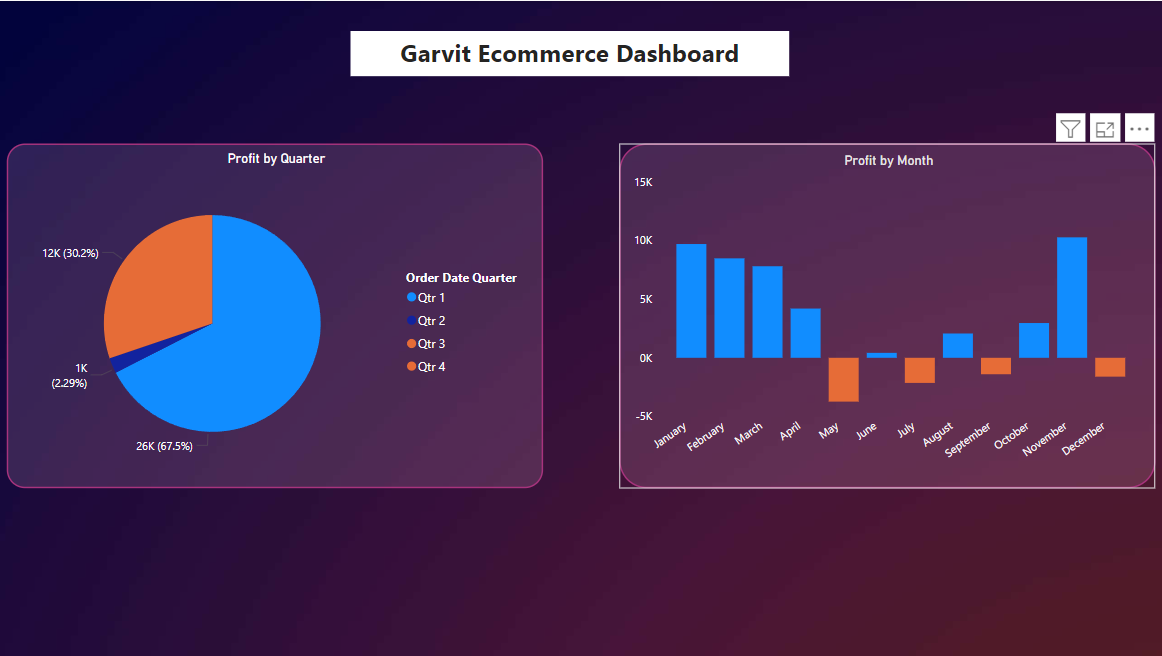 Garvit Ecommerce Dashboard
Profit by Quarter
12K (30.2%)
1K
(2.29%)
26K (67.5%)
Order Date Quarter
Qtr 1
Qtr 2
Qtr 3
Qtr 4
Profit by Month
15K
10K
5K
0K
-5K
January
February
March
April
May
June
July
August
September
October
November
December